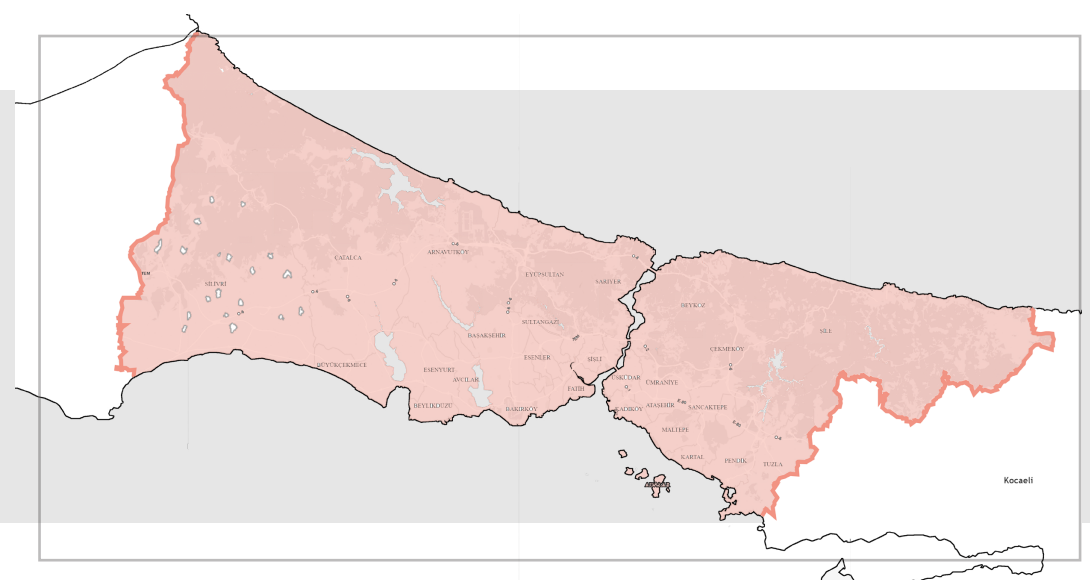 ARNAVUTKÖY
ÇATALCA
EYÜPSULTAN
SARIYER
SİLİVRİ
BEYKOZ
SULTANGAZİ
ŞİLE
BAŞAKŞEHİR
ÇEKMEKÖY
ESENLER
ŞİŞLİ
BÜYÜKÇEKMECE
ESENYURT
AVCILAR
ÜSKÜDAR
ÜMRANİYE
FATİH
BEYLİKDÜZÜ
BAKIRKÖY
KADIKÖY
ATAŞEHİR
SANCAKTEPE
MALTEPE
KARTAL
PENDİK
TUZLA
Kocaeli